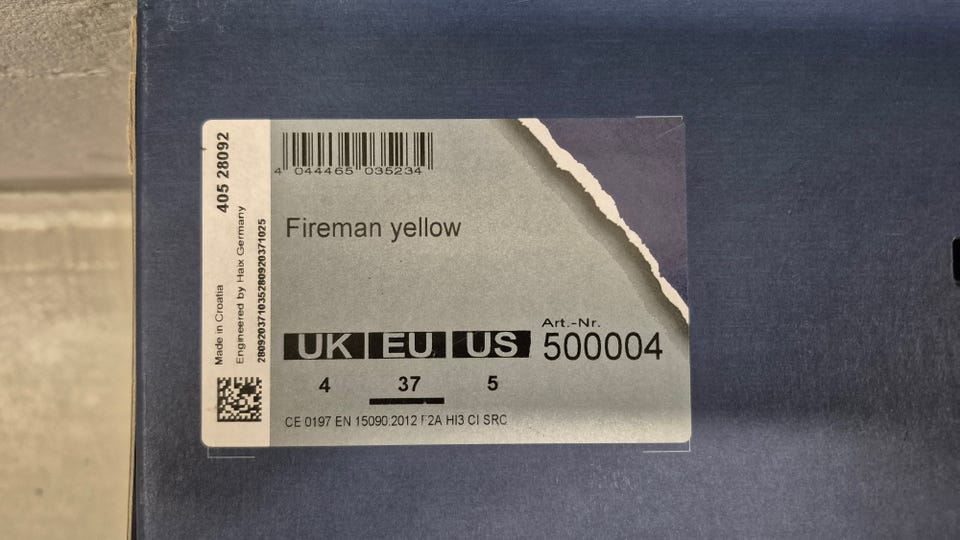 405 28092
Made in Croatia
Engineered by Haix Germany
280920371035280920371025
4 044465 035234
Fireman yellow
UK EU US
4 37 5
Art.-Nr.
500004
CE 0197 EN 15090:2012 F2A HI3 CI SRC